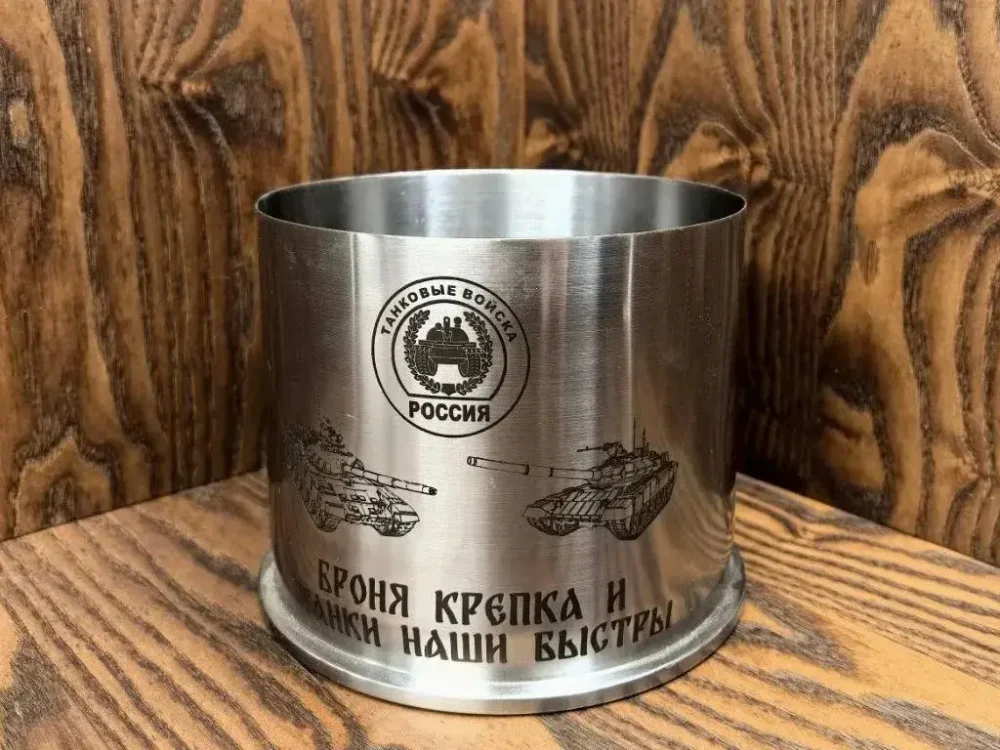 ТАНКОВЫЕ ВОЙСКА
РОССИЯ
БРОНЯ КРЕПКА И
ТАНКИ НАШИ БЫСТРЫ